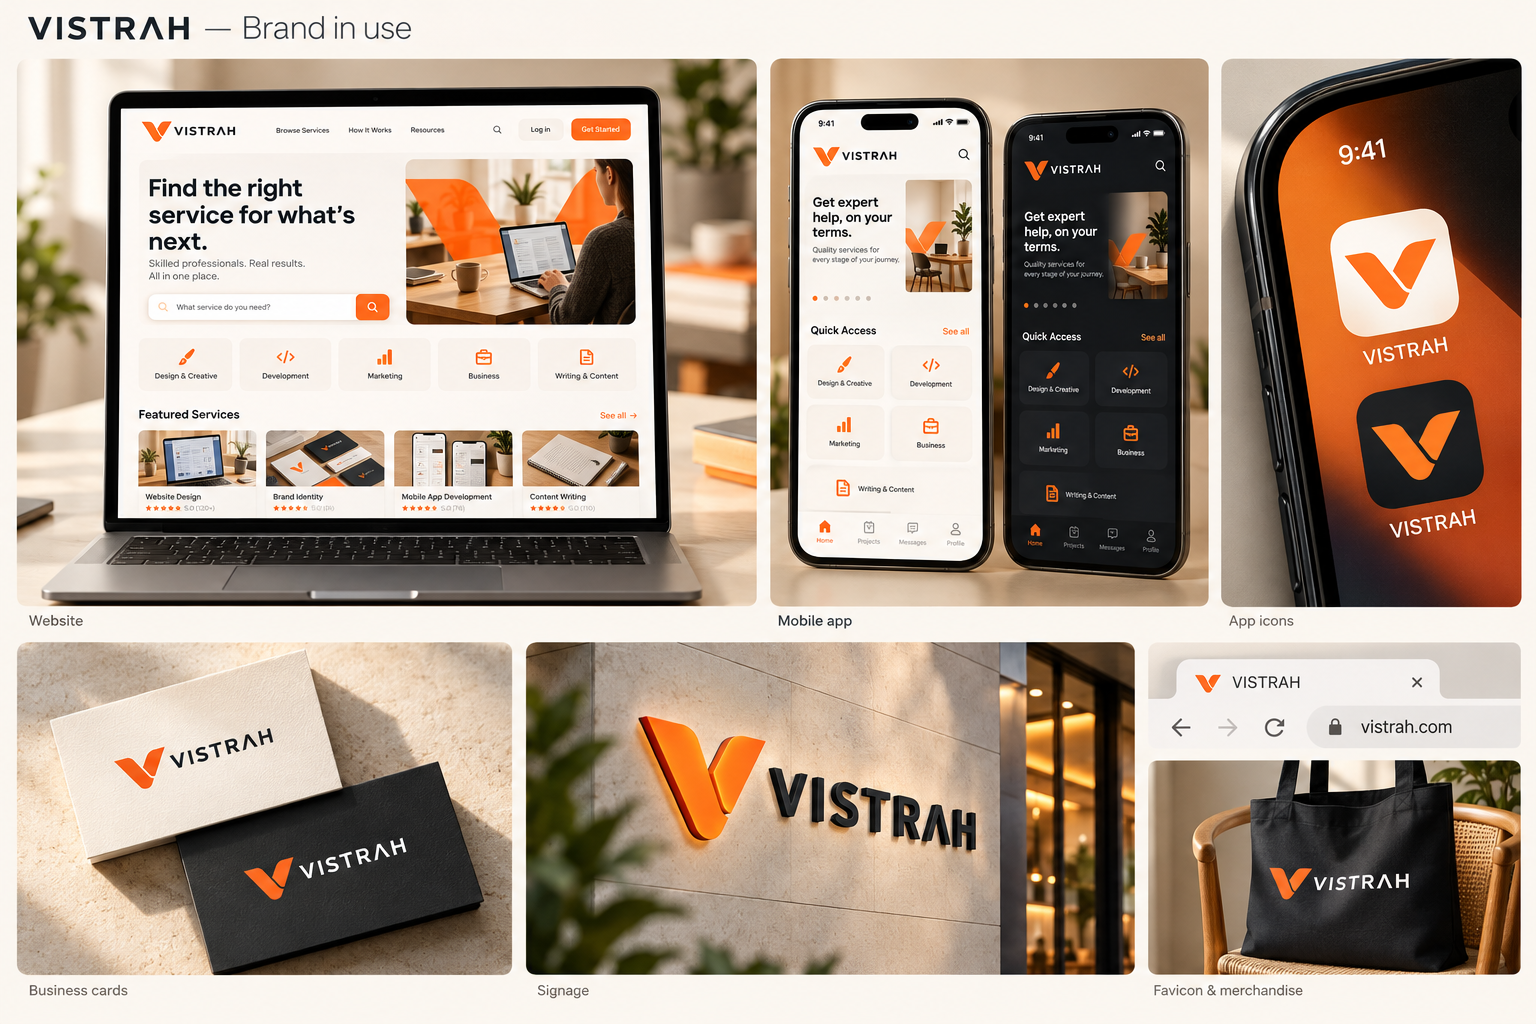 VISTRAH — Brand in use
VISTRAH
Browse Services
How It Works
Resources
Log in
Get Started
Find the right
service for what's
next.
Skilled professionals. Real results.
All in one place.
What service do you need?
Design & Creative
Development
Marketing
Business
Writing & Content
Featured Services
See all →
Website Design
Brand Identity
Mobile App Development
Content Writing
Website
9:41
VISTRAH
Get expert
help, on your
terms.
Quality services for
every stage of your journey.
Quick Access
See all
Design & Creative
Development
Marketing
Business
Writing & Content
Home
Projects
Messages
Profile
9:41
VISTRAH
Get expert
help, on your
terms.
Quality services for
every stage of your journey.
Quick Access
See all
Design & Creative
Development
Marketing
Business
Writing & Content
Home
Projects
Messages
Profile
Mobile app
9:41
VISTRAH
VISTRAH
App icons
VISTRAH
VISTRAH
Business cards
VISTRAH
Signage
VISTRAH
vistrah.com
VISTRAH
Favicon & merchandise